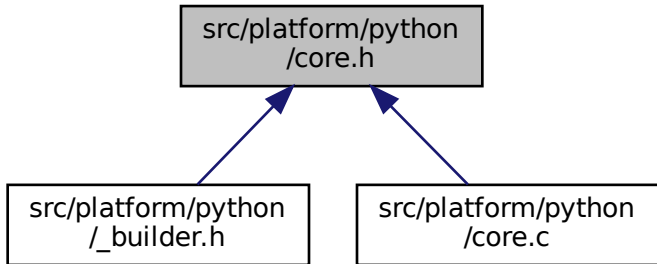 src/platform/python
/core.h
src/platform/python
/_builder.h
src/platform/python
/core.c